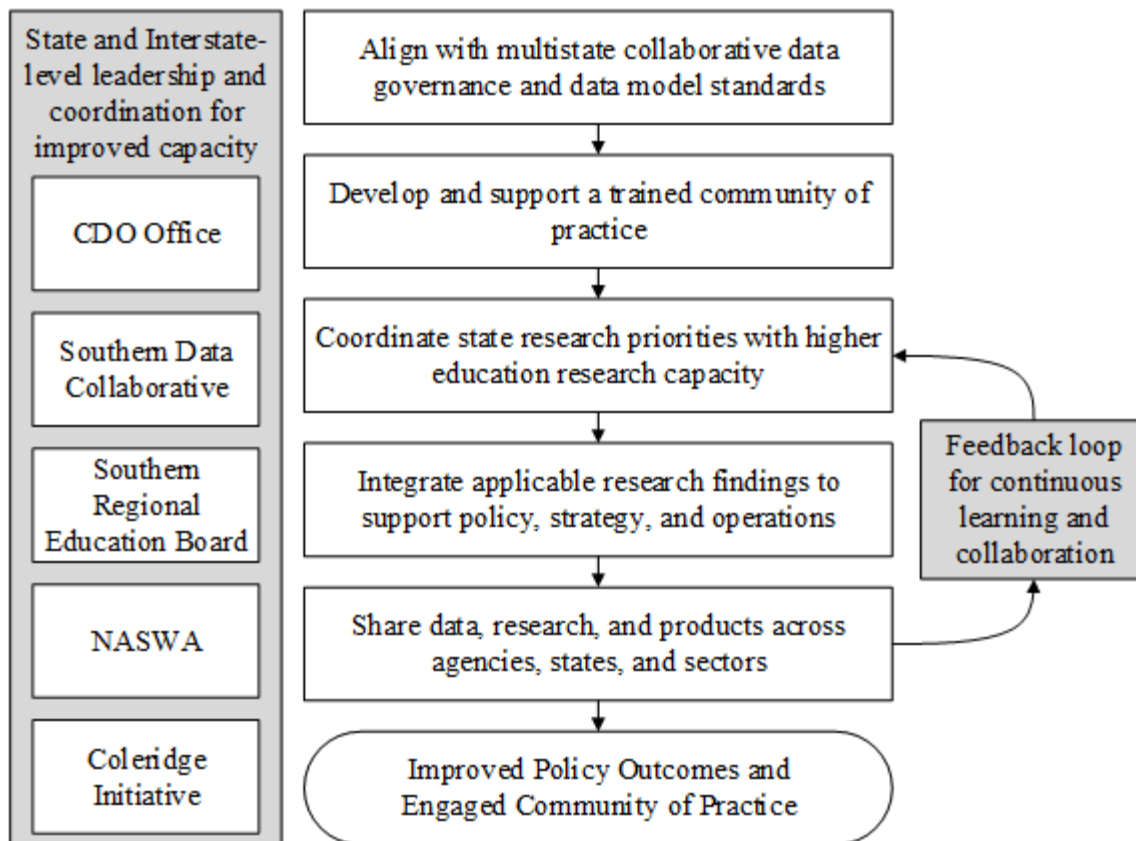 State and Interstate-
level leadership and
coordination for
improved capacity
CDO Office
Southern Data
Collaborative
Southern
Regional
Education Board
NASWA
Coleridge
Initiative
Align with multistate collaborative data
governance and data model standards
Develop and support a trained community of
practice
Coordinate state research priorities with higher
education research capacity
Integrate applicable research findings to
support policy, strategy, and operations
Share data, research, and products across
agencies, states, and sectors
Improved Policy Outcomes and
Engaged Community of Practice
Feedback loop
for continuous
learning and
collaboration